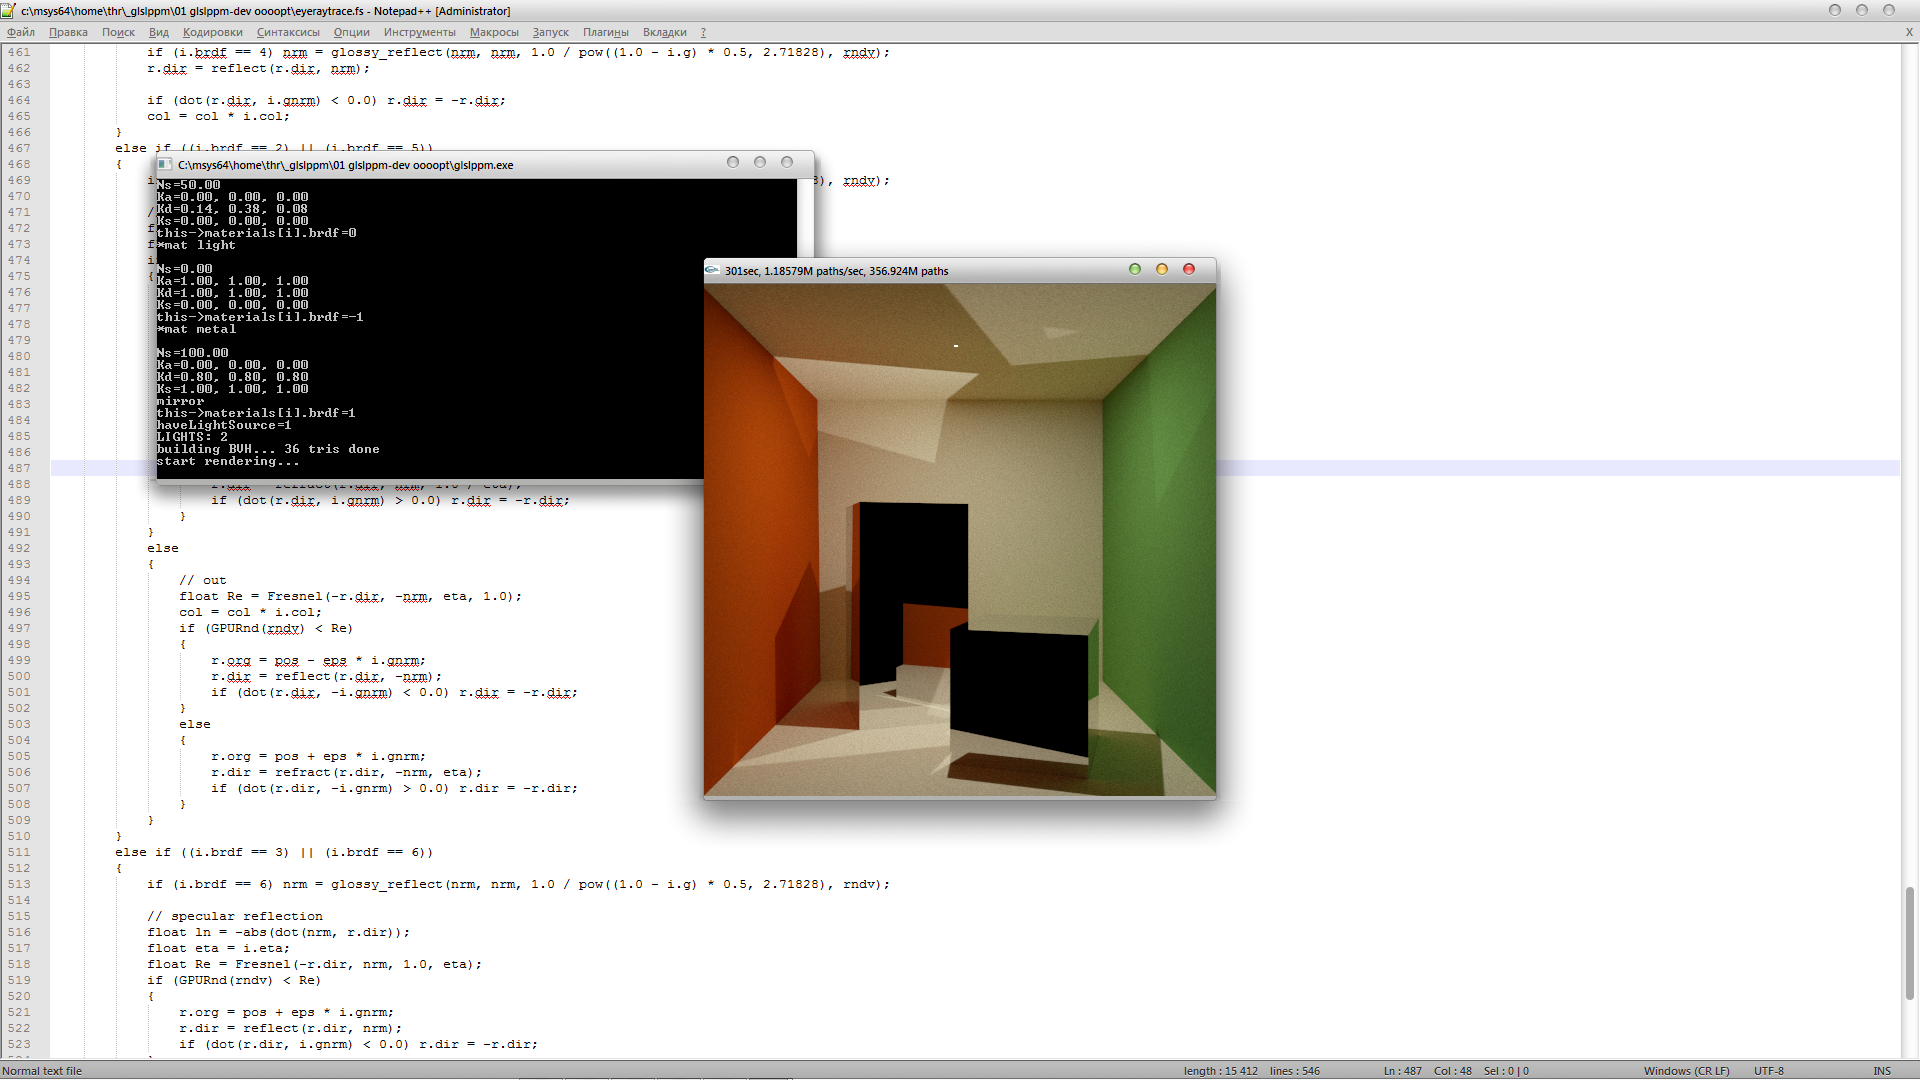 c:\msys64\home\thr\_glslppm\01 glslppm-dev oooopt\eyeraytrace.fs - Notepad++ [Administrator]
Файл Правка Поиск Вид Кодировки Синтаксисы Опции Инструменты Макросы Запуск Плагины Вкладки ? X
461 if (i.brdf == 4) nrm = glossy_reflect(nrm, nrm, 1.0 / pow((1.0 - i.g) * 0.5, 2.71828), rndv);
462 r.dir = reflect(r.dir, nrm);
463
464 if (dot(r.dir, i.gnrm) < 0.0) r.dir = -r.dir;
465 col = col * i.col;
466 }
467 else if ((i.brdf == 2) || (i.brdf == 5))
468 {
469 ), rndv);
470
471
472
473
474
475 {
476
477
478
479
480
481
482
483
484
485
486
487
488
489 if (dot(r.dir, i.gnrm) > 0.0) r.dir = -r.dir;
490 }
491 }
492 else
493 {
494 // out
495 float Re = Fresnel(-r.dir, -nrm, eta, 1.0);
496 col = col * i.col;
497 if (GPURnd(rndv) < Re)
498 {
499 r.org = pos - eps * i.gnrm;
500 r.dir = reflect(r.dir, -nrm);
501 if (dot(r.dir, -i.gnrm) < 0.0) r.dir = -r.dir;
502 }
503 else
504 {
505 r.org = pos + eps * i.gnrm;
506 r.dir = refract(r.dir, -nrm, eta);
507 if (dot(r.dir, -i.gnrm) > 0.0) r.dir = -r.dir;
508 }
509 }
510 }
511 else if ((i.brdf == 3) || (i.brdf == 6))
512 {
513 if (i.brdf == 6) nrm = glossy_reflect(nrm, nrm, 1.0 / pow((1.0 - i.g) * 0.5, 2.71828), rndv);
514
515 // specular reflection
516 float ln = -abs(dot(nrm, r.dir));
517 float eta = i.eta;
518 float Re = Fresnel(-r.dir, nrm, 1.0, eta);
519 if (GPURnd(rndv) < Re)
520 {
521 r.org = pos + eps * i.gnrm;
522 r.dir = reflect(r.dir, nrm);
523 if (dot(r.dir, i.gnrm) < 0.0) r.dir = -r.dir;
C:\msys64\home\thr\_glslppm\01 glslppm-dev oooopt\glslppm.exe
Ns=50.00
Ka=0.00, 0.00, 0.00
Kd=0.14, 0.38, 0.08
Ks=0.00, 0.00, 0.00
this->materials[i].brdf=0
*mat light
Ns=0.00
Ka=1.00, 1.00, 1.00
Kd=1.00, 1.00, 1.00
Ks=0.00, 0.00, 0.00
this->materials[i].brdf=-1
*mat metal
Ns=100.00
Ka=0.00, 0.00, 0.00
Kd=0.80, 0.80, 0.80
Ks=1.00, 1.00, 1.00
mirror
this->materials[i].brdf=1
haveLightSource=1
LIGHTS: 2
building BVH... 36 tris done
start rendering...
301sec, 1.18579M paths/sec, 356.924M paths
Normal text file length : 15 412 lines : 546 Ln : 487 Col : 48 Sel : 0 | 0 Windows (CR LF) UTF-8 INS